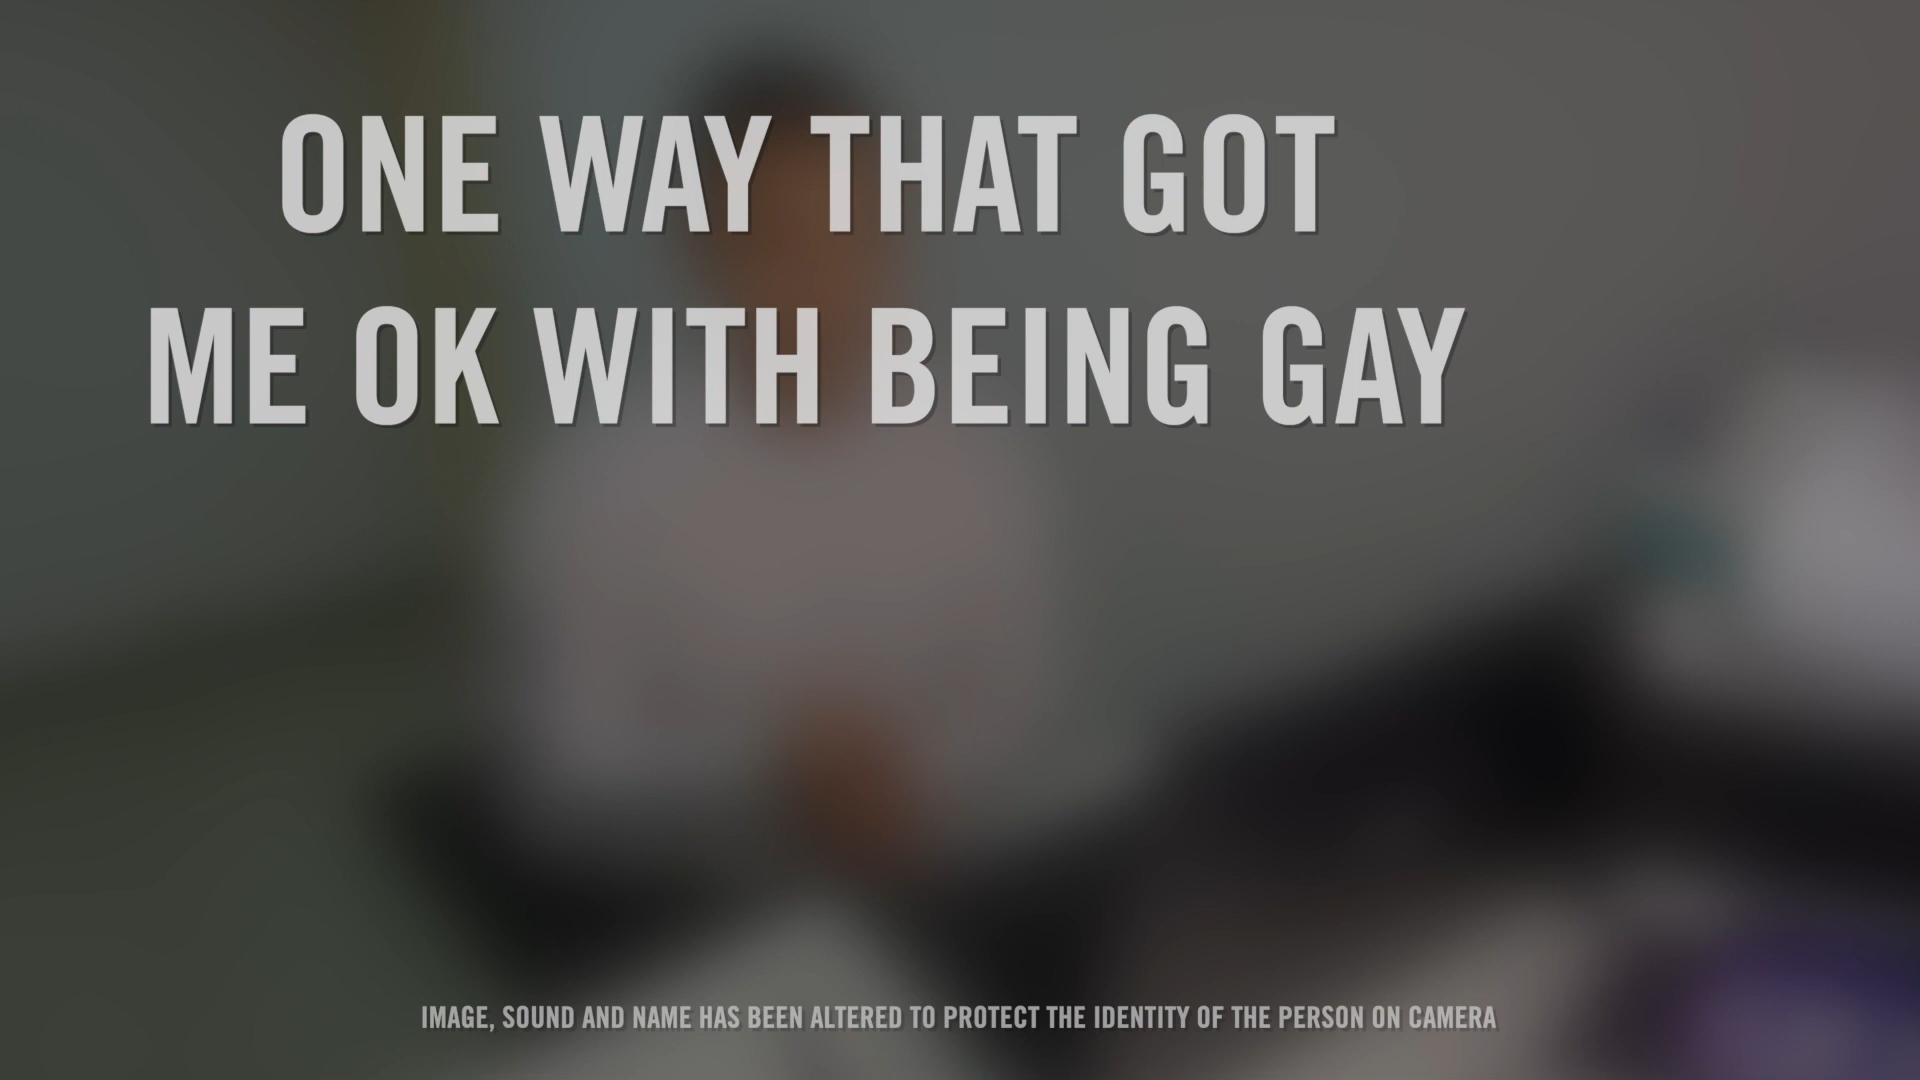 ONE WAY THAT GOT
ME OK WITH BEING GAY
IMAGE, SOUND AND NAME HAS BEEN ALTERED TO PROTECT THE IDENTITY OF THE PERSON ON CAMERA